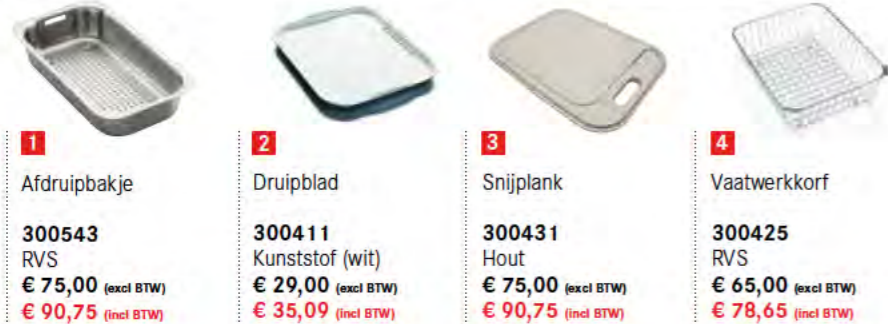 1
Afdruipbakje
300543
RVS
€ 75,00 (excl BTW)
€ 90,75 (incl BTW)
2
Druipblad
300411
Kunststof (wit)
€ 29,00 (excl BTW)
€ 35,09 (incl BTW)
3
Snijplank
300431
Hout
€ 75,00 (excl BTW)
€ 90,75 (incl BTW)
4
Vaatwerkkorf
300425
RVS
€ 65,00 (excl BTW)
€ 78,65 (incl BTW)